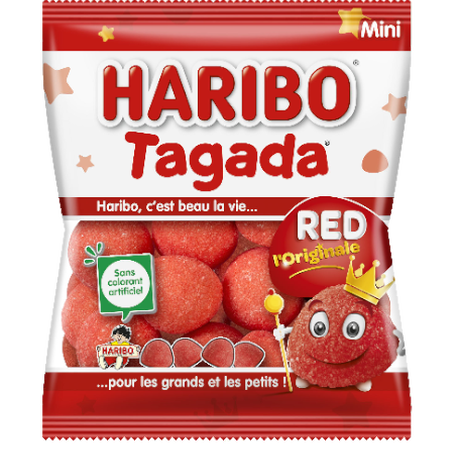 Mini
HARIBO
Tagada
Haribo, c'est beau la vie...
RED
l'Originale
Sans
colorant
artificiel
HARIBO
...pour les grands et les petits !